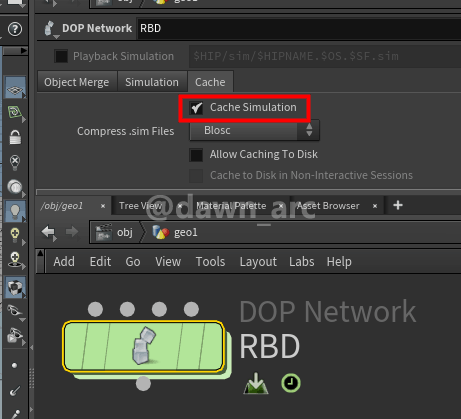 obj
geo1
DOP Network RBD
Playback Simulation $HIP/sim/$HIPNAME.$OS.$SF.sim
Object Merge Simulation Cache
Cache Simulation
Compress .sim Files Blosc
Allow Caching To Disk
Cache to Disk in Non-Interactive Sessions
/obj/geo1 × Tree View × Material Palette × Asset Browser × +
@dawn_arc
obj geo1
Add Edit Go View Tools Layout Labs Help
DOP Network
RBD